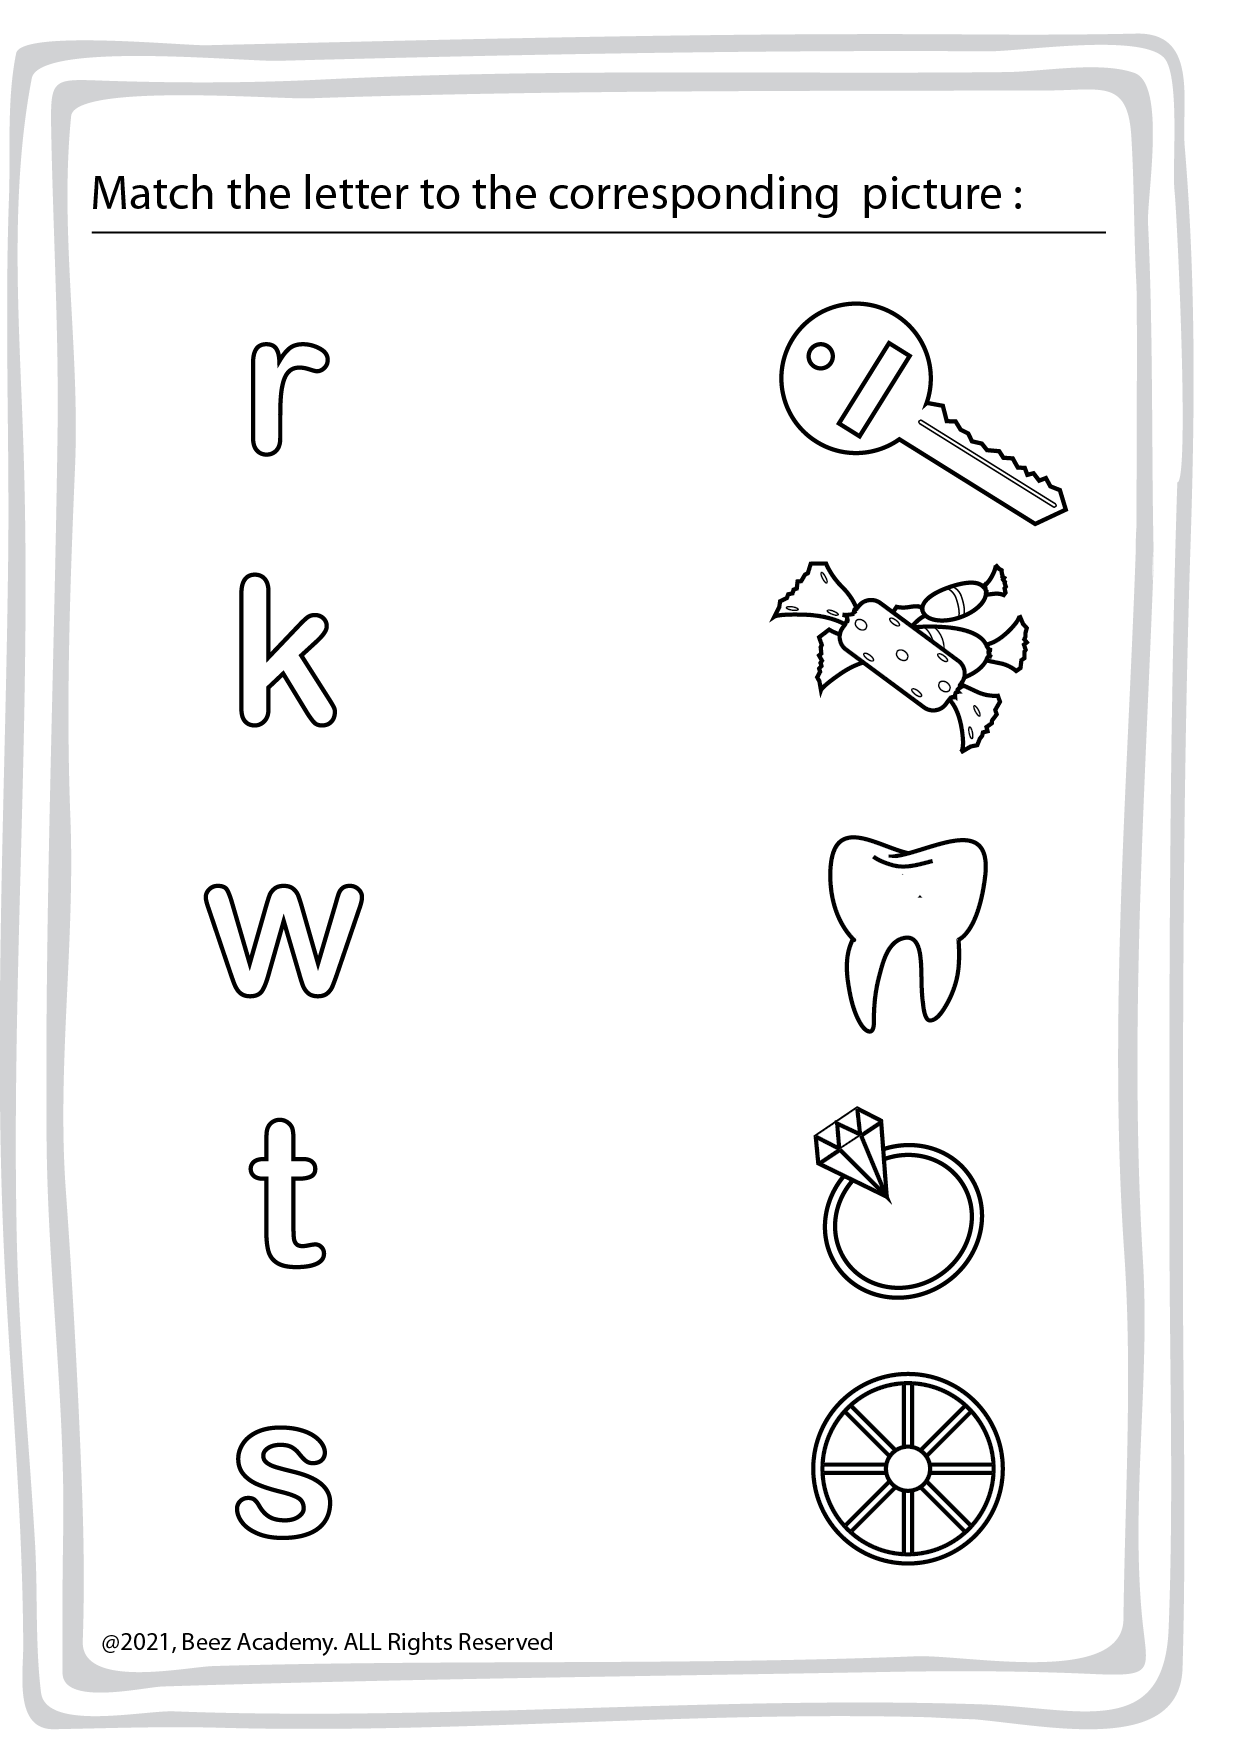 Match the letter to the corresponding  picture :
r
k
w
t
s
@2021, Beez Academy. ALL Rights Reserved